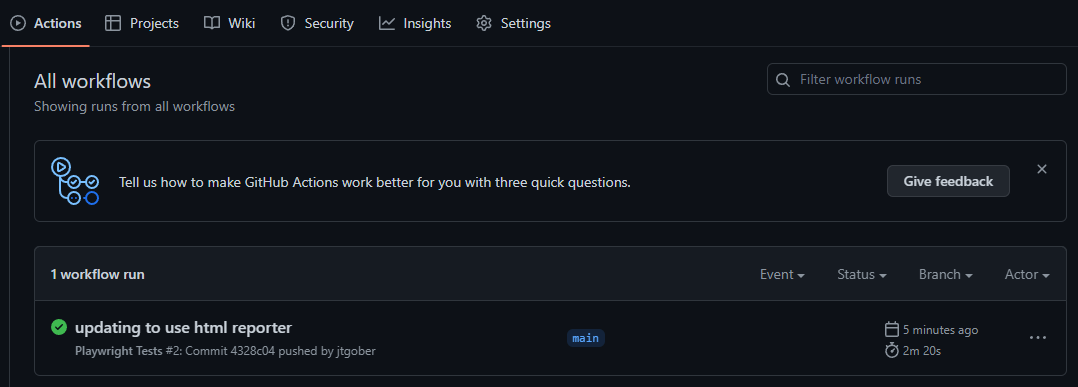 Actions Projects Wiki Security Insights Settings
All workflows
Filter workflow runs
Showing runs from all workflows
Tell us how to make GitHub Actions work better for you with three quick questions.
Give feedback
1 workflow run
Event Status Branch Actor
updating to use html reporter
Playwright Tests #2: Commit 4328c04 pushed by jtgober
main
5 minutes ago
2m 20s